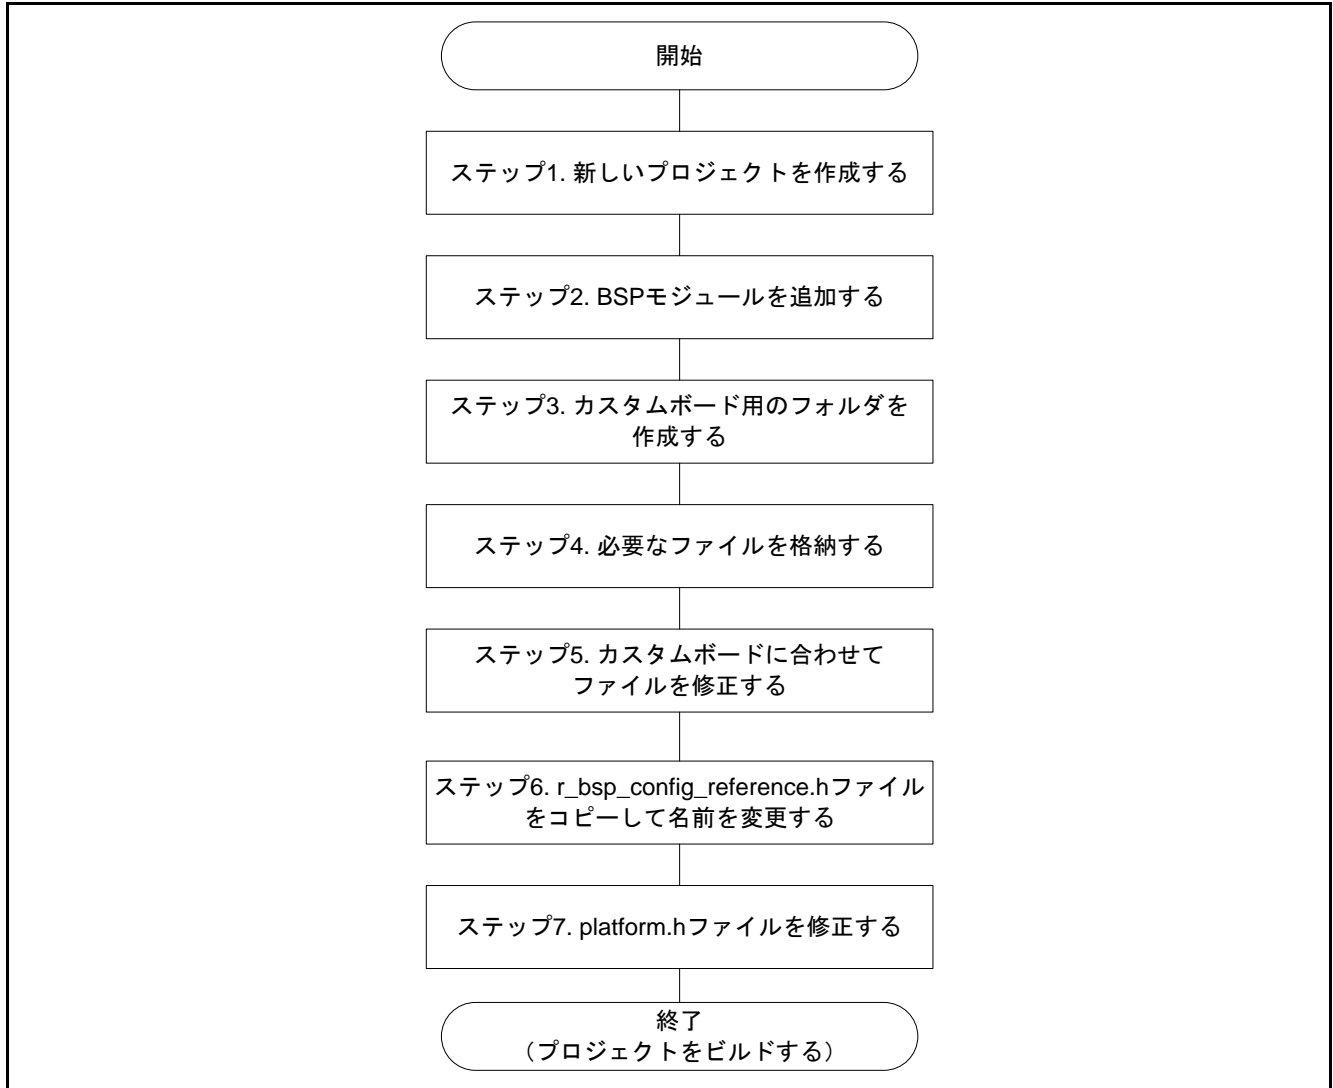 開始
ステップ1. 新しいプロジェクトを作成する
ステップ2. BSPモジュールを追加する
ステップ3. カスタムボード用のフォルダを
作成する
ステップ4. 必要なファイルを格納する
ステップ5. カスタムボードに合わせて
ファイルを修正する
ステップ6. r_bsp_config_reference.hファイル
をコピーして名前を変更する
ステップ7. platform.hファイルを修正する
終了
（プロジェクトをビルドする）